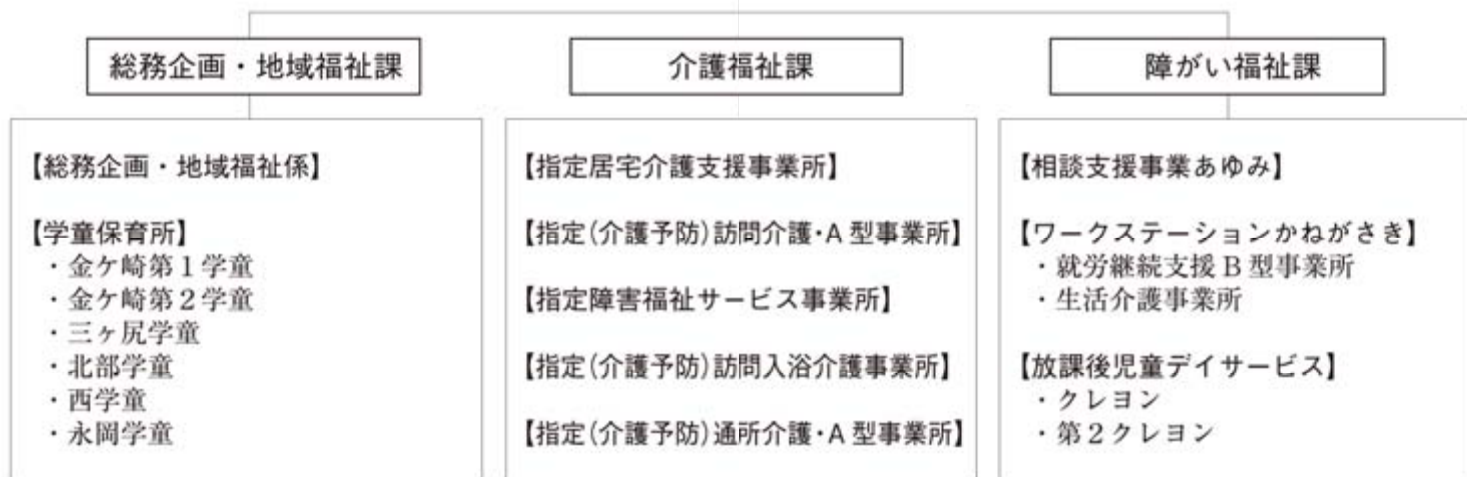 総務企画・地域福祉課
【総務企画・地域福祉係】
【学童保育所】
・金ケ崎第1学童
・金ケ崎第2学童
・三ヶ尻学童
・北部学童
・西学童
・永岡学童
介護福祉課
【指定居宅介護支援事業所】
【指定(介護予防)訪問介護・A型事業所】
【指定障害福祉サービス事業所】
【指定(介護予防)訪問入浴介護事業所】
【指定(介護予防)通所介護・A型事業所】
障がい福祉課
【相談支援事業あゆみ】
【ワークステーションかねがさき】
・就労継続支援B型事業所
・生活介護事業所
【放課後児童デイサービス】
・クレヨン
・第2クレヨン